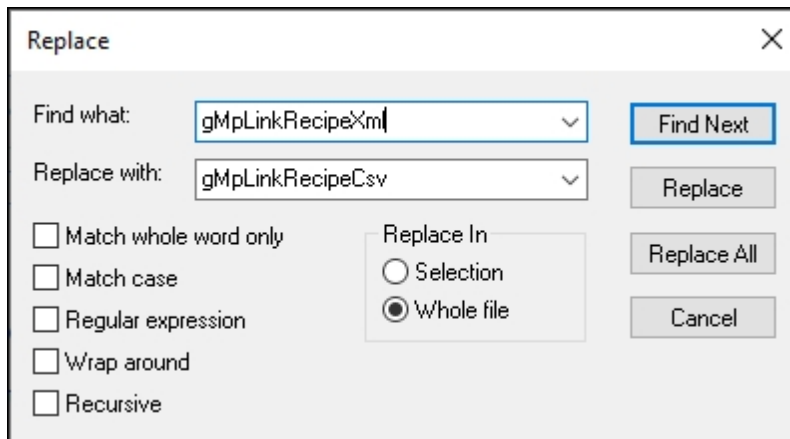 Replace
Find what: gMpLinkRecipeXml Find Next
Replace with: gMpLinkRecipeCsv Replace
Match whole word only Replace In Replace All
Match case Selection
Regular expression Whole file Cancel
Wrap around
Recursive